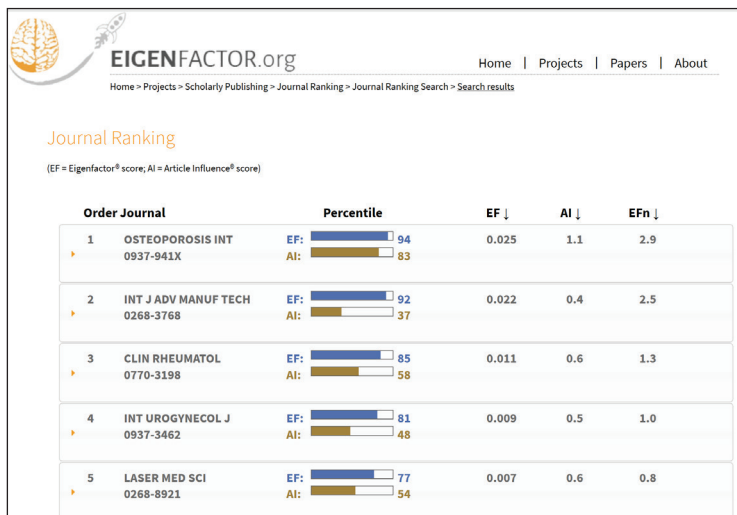 EIGENFACTOR.org
Home | Projects | Papers | About
Home > Projects > Scholarly Publishing > Journal Ranking > Journal Ranking Search > Search results
Journal Ranking
(EF = Eigenfactor® score; AI = Article Influence® score)
Order Journal Percentile EF ↓ AI ↓ EFn ↓
1 OSTEOPOROSIS INT EF: 94 0.025 1.1 2.9
0937-941X AI: 83
2 INT J ADV MANUF TECH EF: 92 0.022 0.4 2.5
0268-3768 AI: 37
3 CLIN RHEUMATOL EF: 85 0.011 0.6 1.3
0770-3198 AI: 58
4 INT UROGYNECOL J EF: 81 0.009 0.5 1.0
0937-3462 AI: 48
5 LASER MED SCI EF: 77 0.007 0.6 0.8
0268-8921 AI: 54